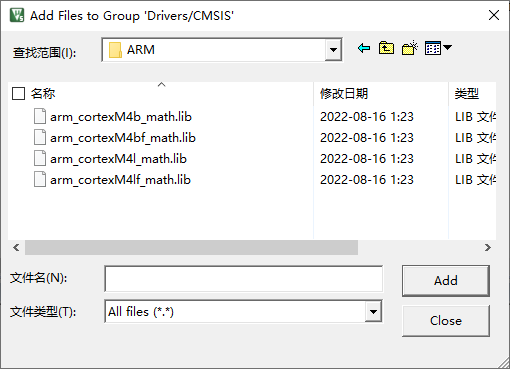 Add Files to Group 'Drivers/CMSIS'
查找范围(I): ARM
名称 修改日期 类型
arm_cortexM4b_math.lib 2022-08-16 1:23 LIB 文件
arm_cortexM4bf_math.lib 2022-08-16 1:23 LIB 文件
arm_cortexM4l_math.lib 2022-08-16 1:23 LIB 文件
arm_cortexM4lf_math.lib 2022-08-16 1:23 LIB 文件
文件名(N): Add
文件类型(T): All files (*.*) Close